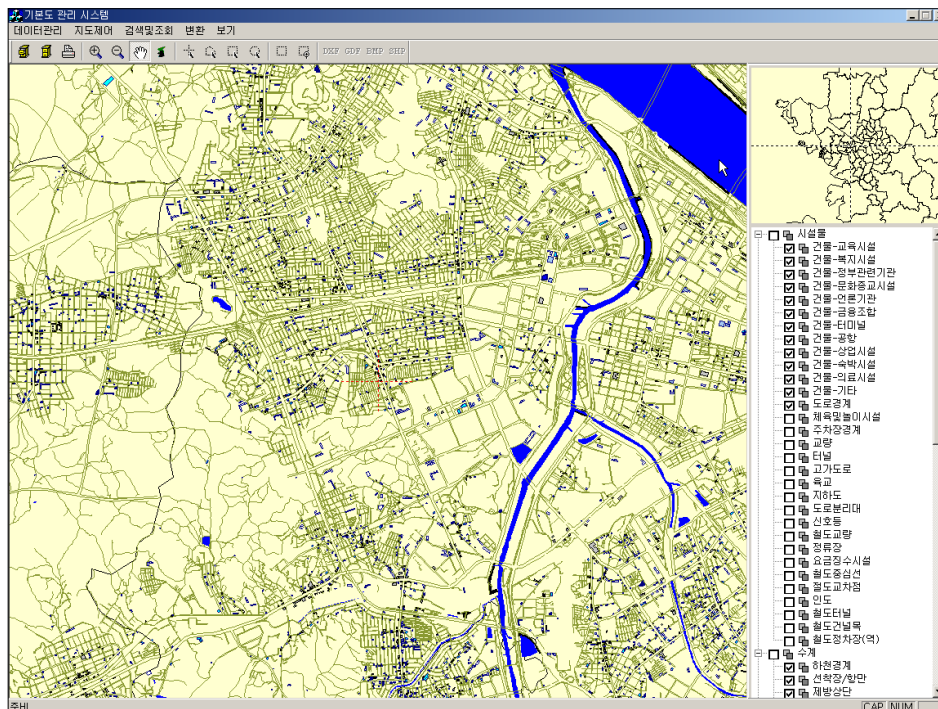 기본도 관리 시스템
데이터관리 지도제어 검색및조회 변환 보기
DXF GDF BMP SHP
시설물
건물-교육시설
건물-복지시설
건물-정부관련기관
건물-문화종교시설
건물-언론기관
건물-금융조합
건물-터미널
건물-공항
건물-상업시설
건물-숙박시설
건물-의료시설
건물-기타
도로경계
체육및놀이시설
주차장경계
교량
터널
고가도로
육교
지하도
도로분리대
신호등
철도교량
정류장
요금징수시설
철도중심선
철도교차점
인도
철도터널
철도건널목
철도정차장(역)
수계
하천경계
선착장/항만
제방상단
준비
CAP NUM